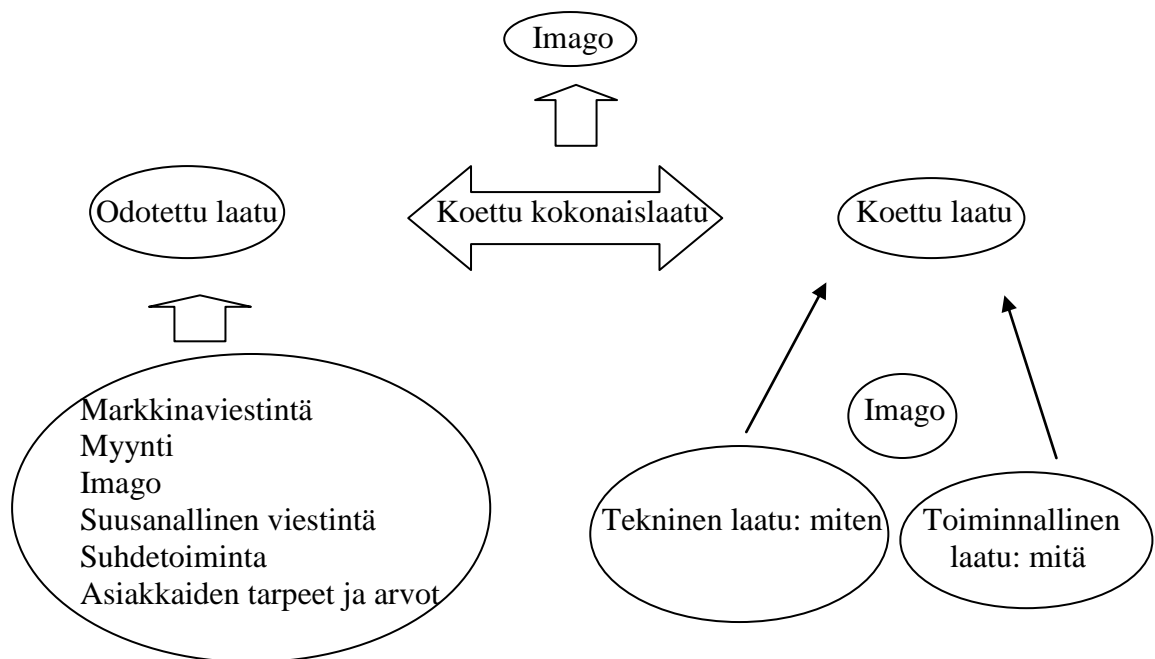 Imago
Odotettu laatu
Koettu kokonaislaatu
Koettu laatu
Markkinaviestintä
Myynti
Imago
Suusanallinen viestintä
Suhdetoiminta
Asiakkaiden tarpeet ja arvot
Imago
Tekninen laatu: miten
Toiminnallinen
laatu: mitä